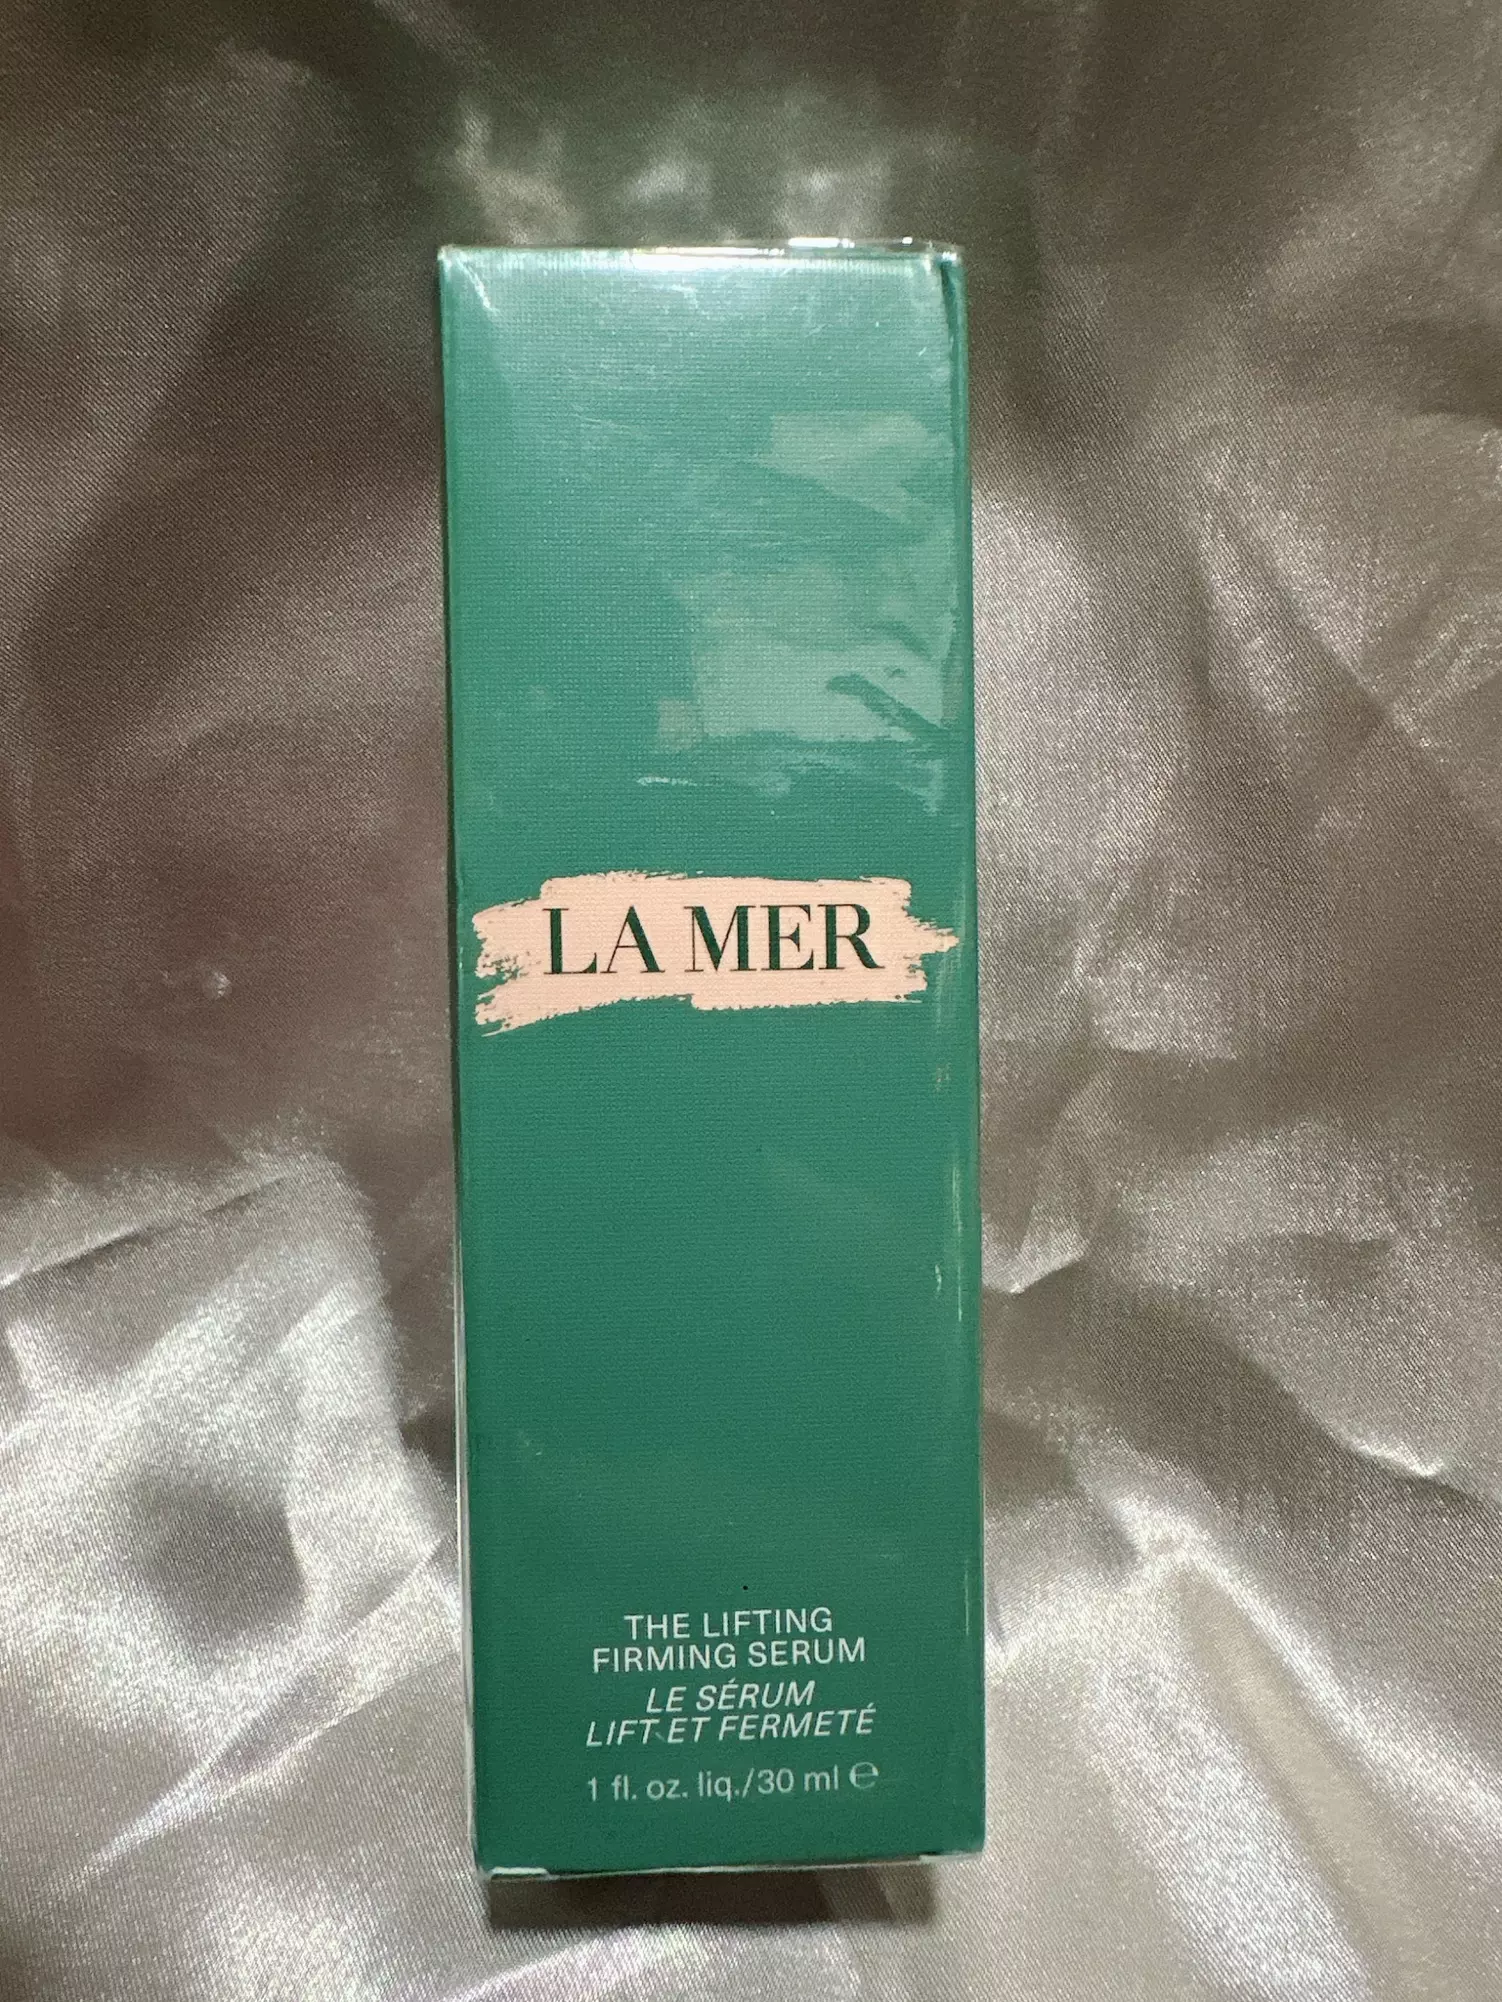 LA MER
THE LIFTING
FIRMING SERUM
LE SÉRUM
LIFT ET FERMETÉ
1 fl. oz. liq./30 ml ℮